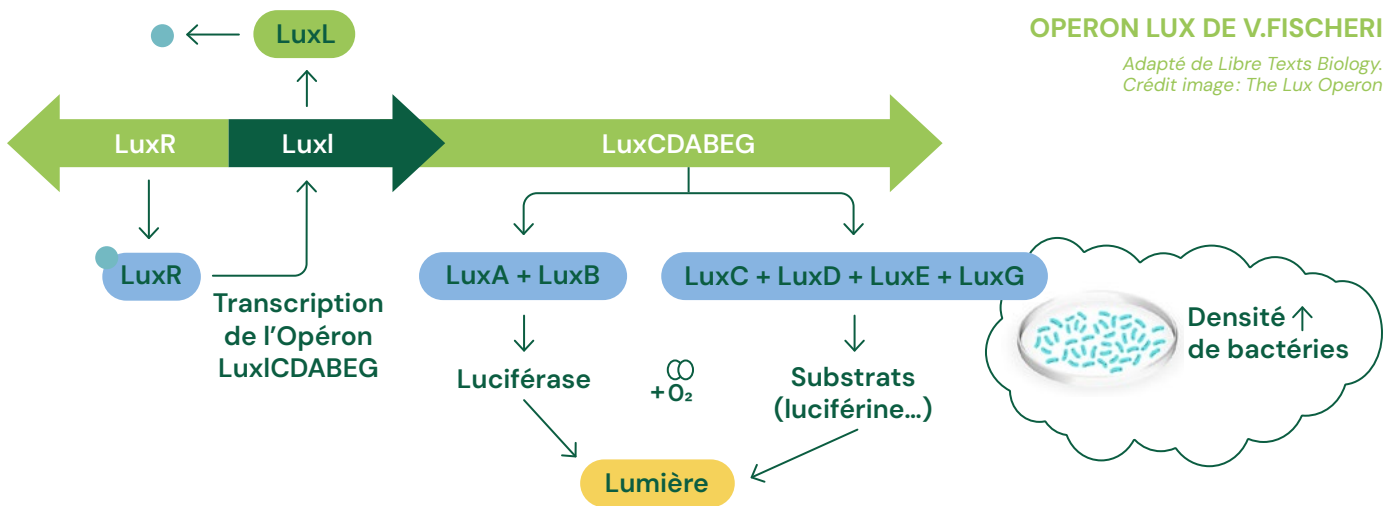 OPERON LUX DE V.FISCHERI
Adapté de Libre Texts Biology.
Crédit image : The Lux Operon
LuxL
LuxR
LuxI
LuxCDABEG
LuxR
Transcription
de l’Opéron
LuxICDABEG
LuxA + LuxB
LuxC + LuxD + LuxE + LuxG
Luciférase
+ O₂
Substrats
(luciférine...)
Lumière
Densité ↑
de bactéries